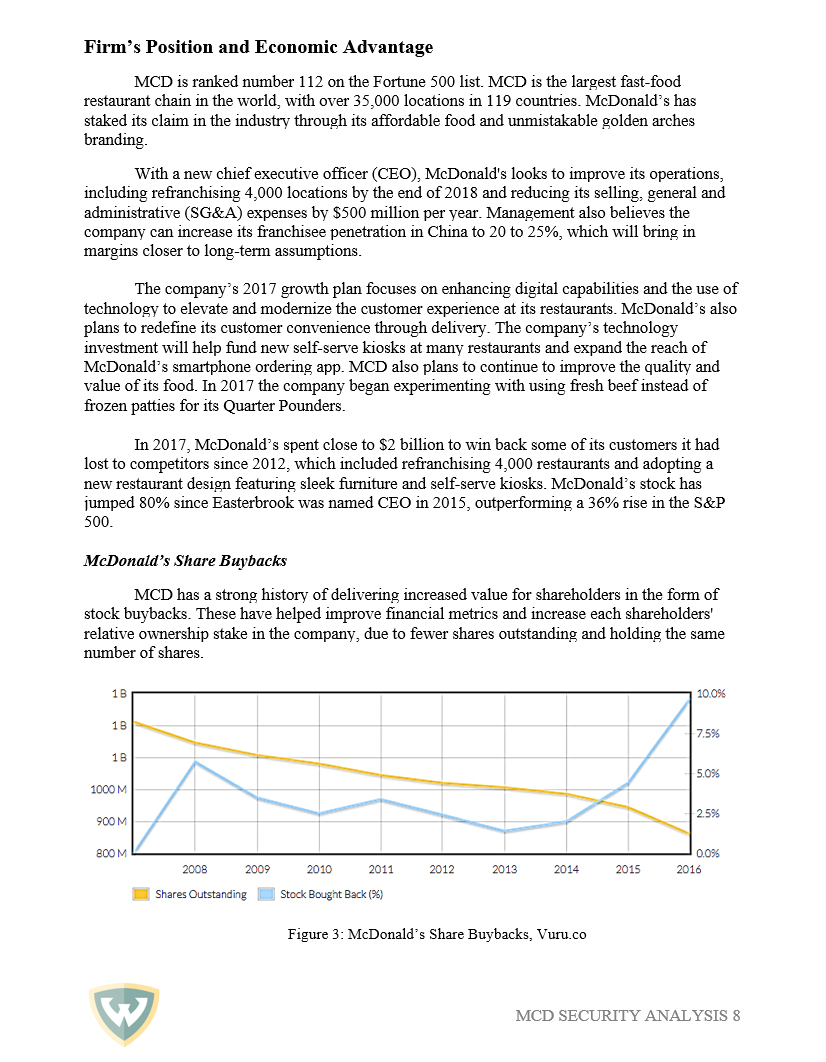 Firm’s Position and Economic Advantage
MCD is ranked number 112 on the Fortune 500 list. MCD is the largest fast-food
restaurant chain in the world, with over 35,000 locations in 119 countries. McDonald’s has
staked its claim in the industry through its affordable food and unmistakable golden arches
branding.
With a new chief executive officer (CEO), McDonald's looks to improve its operations,
including refranchising 4,000 locations by the end of 2018 and reducing its selling, general and
administrative (SG&A) expenses by $500 million per year. Management also believes the
company can increase its franchisee penetration in China to 20 to 25%, which will bring in
margins closer to long-term assumptions.
The company’s 2017 growth plan focuses on enhancing digital capabilities and the use of
technology to elevate and modernize the customer experience at its restaurants. McDonald’s also
plans to redefine its customer convenience through delivery. The company’s technology
investment will help fund new self-serve kiosks at many restaurants and expand the reach of
McDonald’s smartphone ordering app. MCD also plans to continue to improve the quality and
value of its food. In 2017 the company began experimenting with using fresh beef instead of
frozen patties for its Quarter Pounders.
In 2017, McDonald’s spent close to $2 billion to win back some of its customers it had
lost to competitors since 2012, which included refranchising 4,000 restaurants and adopting a
new restaurant design featuring sleek furniture and self-serve kiosks. McDonald’s stock has
jumped 80% since Easterbrook was named CEO in 2015, outperforming a 36% rise in the S&P
500.
McDonald’s Share Buybacks
MCD has a strong history of delivering increased value for shareholders in the form of
stock buybacks. These have helped improve financial metrics and increase each shareholders'
relative ownership stake in the company, due to fewer shares outstanding and holding the same
number of shares.
1 B 10.0%
1 B 7.5%
1 B 5.0%
1000 M
900 M 2.5%
800 M 0.0%
2008 2009 2010 2011 2012 2013 2014 2015 2016
Shares Outstanding Stock Bought Back (%)
Figure 3: McDonald’s Share Buybacks, Vuru.co
W
MCD SECURITY ANALYSIS 8